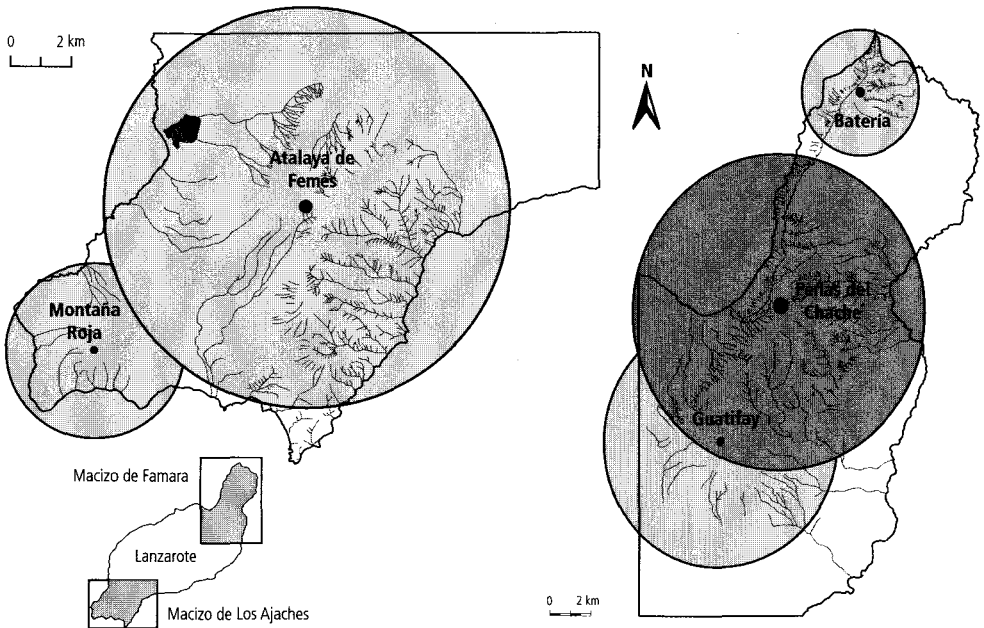 0 2 km
Atalaya de
Femés
Montaña
Roja
Macizo de Famara
Lanzarote
Macizo de Los Ajaches
N
Batería
Peñas del
Chache
Guatifay
0 2 km